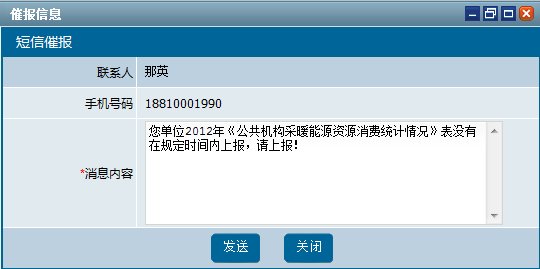 催报信息
短信催报
联系人 那英
手机号码 18810001990
*消息内容
您单位2012年《公共机构采暖能源资源消费统计情况》表没有
在规定时间内上报，请上报！
发送 关闭